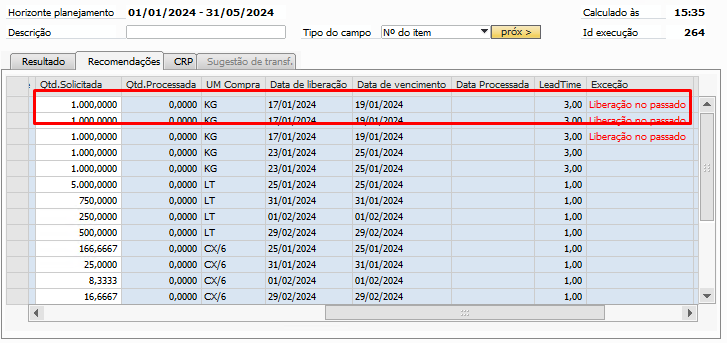 Horizonte planejamento 01/01/2024 - 31/05/2024 Calculado às 15:35
Descrição Tipo do campo Nº do item próx > Id execução 264
Resultado Recomendações CRP Sugestão de transf.
Qtd.Solicitada Qtd.Processada UM Compra Data de liberação Data de vencimento Data Processada LeadTime Exceção
1.000,0000 0,0000 KG 17/01/2024 19/01/2024 3,00 Liberação no passado
1.000,0000 0,0000 KG 17/01/2024 19/01/2024 3,00 Liberação no passado
1.000,0000 0,0000 KG 17/01/2024 19/01/2024 3,00 Liberação no passado
1.000,0000 0,0000 KG 23/01/2024 25/01/2024 3,00
1.000,0000 0,0000 KG 23/01/2024 25/01/2024 3,00
5.000,0000 0,0000 LT 25/01/2024 25/01/2024 1,00
750,0000 0,0000 LT 31/01/2024 31/01/2024 1,00
250,0000 0,0000 LT 01/02/2024 01/02/2024 1,00
500,0000 0,0000 LT 29/02/2024 29/02/2024 1,00
166,6667 0,0000 CX/6 25/01/2024 25/01/2024 1,00
25,0000 0,0000 CX/6 31/01/2024 31/01/2024 1,00
8,3333 0,0000 CX/6 01/02/2024 01/02/2024 1,00
16,6667 0,0000 CX/6 29/02/2024 29/02/2024 1,00